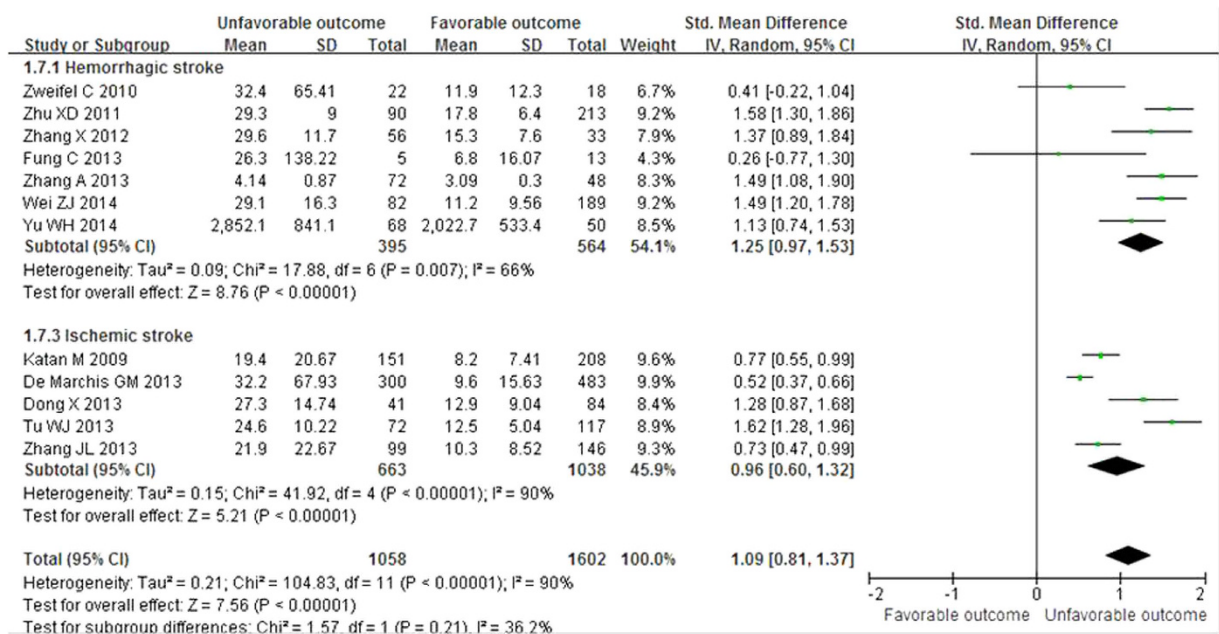 Unfavorable outcome Favorable outcome Std. Mean Difference Std. Mean Difference
Study or Subgroup Mean SD Total Mean SD Total Weight IV, Random, 95% CI IV, Random, 95% CI
1.7.1 Hemorrhagic stroke
Zweifel C 2010 32.4 65.41 22 11.9 12.3 18 6.7% 0.41 [-0.22, 1.04]
Zhu XD 2011 29.3 9 90 17.8 6.4 213 9.2% 1.58 [1.30, 1.86]
Zhang X 2012 29.6 11.7 56 15.3 7.6 33 7.9% 1.37 [0.89, 1.84]
Fung C 2013 26.3 138.22 5 6.8 16.07 13 4.3% 0.26 [-0.77, 1.30]
Zhang A 2013 4.14 0.87 72 3.09 0.3 48 8.3% 1.49 [1.08, 1.90]
Wei ZJ 2014 29.1 16.3 82 11.2 9.56 189 9.2% 1.49 [1.20, 1.78]
Yu WH 2014 2,852.1 841.1 68 2,022.7 533.4 50 8.5% 1.13 [0.74, 1.53]
Subtotal (95% CI) 395 564 54.1% 1.25 [0.97, 1.53]
Heterogeneity: Tau² = 0.09; Chi² = 17.88, df = 6 (P = 0.007); I² = 66%
Test for overall effect: Z = 8.76 (P < 0.00001)
1.7.3 Ischemic stroke
Katan M 2009 19.4 20.67 151 8.2 7.41 208 9.6% 0.77 [0.55, 0.99]
De Marchis GM 2013 32.2 67.93 300 9.6 15.63 483 9.9% 0.52 [0.37, 0.66]
Dong X 2013 27.3 14.74 41 12.9 9.04 84 8.4% 1.28 [0.87, 1.68]
Tu WJ 2013 24.6 10.22 72 12.5 5.04 117 8.9% 1.62 [1.28, 1.96]
Zhang JL 2013 21.9 22.67 99 10.3 8.52 146 9.3% 0.73 [0.47, 0.99]
Subtotal (95% CI) 663 1038 45.9% 0.96 [0.60, 1.32]
Heterogeneity: Tau² = 0.15; Chi² = 41.92, df = 4 (P < 0.00001); I² = 90%
Test for overall effect: Z = 5.21 (P < 0.00001)
Total (95% CI) 1058 1602 100.0% 1.09 [0.81, 1.37]
Heterogeneity: Tau² = 0.21; Chi² = 104.83, df = 11 (P < 0.00001); I² = 90%
Test for overall effect: Z = 7.56 (P < 0.00001)
Test for subgroup differences: Chi² = 1.57, df = 1 (P = 0.21), I² = 36.2%
-2 -1 0 1 2
Favorable outcome Unfavorable outcome